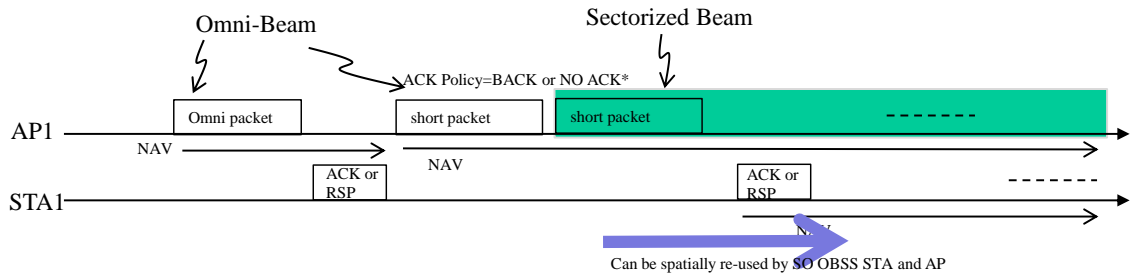 Omni-Beam
Sectorized Beam
ACK Policy=BACK or NO ACK*
Omni packet
short packet
short packet
AP1
NAV
NAV
ACK or
RSP
ACK or
RSP
STA1
NAV
Can be spatially re-used by SO OBSS STA and AP